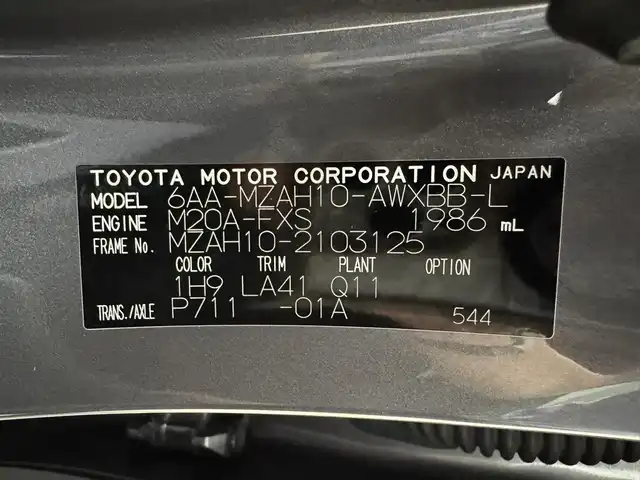 TOYOTA MOTOR CORPORATION JAPAN
MODEL 6AA-MZAH10-AWXBB-L
ENGINE M20A-FXS 1986 mL
FRAME No. MZAH10-2103125
COLOR TRIM PLANT OPTION
1H9 LA41 Q11
TRANS./AXLE P711 -01A 544